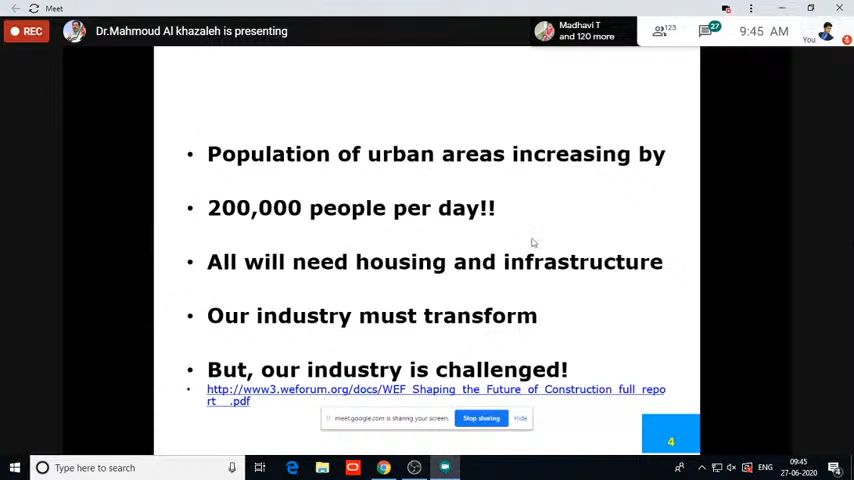 Meet
REC
Dr.Mahmoud Al khazaleh is presenting
Madhavi T
and 120 more
123
27
9:45 AM
You
• Population of urban areas increasing by
• 200,000 people per day!!
• All will need housing and infrastructure
• Our industry must transform
• But, our industry is challenged!
• http://www3.weforum.org/docs/WEF_Shaping_the_Future_of_Construction_full_repo
rt__.pdf
meet.google.com is sharing your screen.
Stop sharing
Hide
4
Type here to search
ENG
09:45
27-06-2020
4